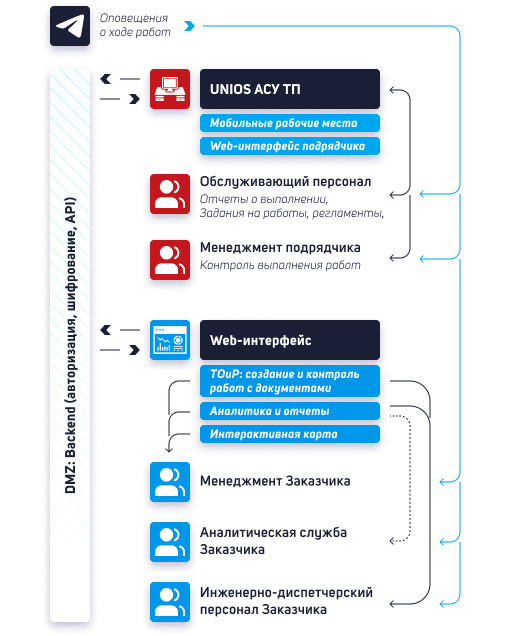 Оповещения
о ходе работ
UNIOS АСУ ТП
Мобильные рабочие места
Web-интерфейс подрядчика
Обслуживающий персонал
Отчеты о выполнении,
Задания на работы, регламенты,
Менеджмент подрядчика
Контроль выполнения работ
DMZ: Backend (авторизация, шифрование, API)
Web-интерфейс
ТОиР: создание и контроль
работ с документами
Аналитика и отчеты
Интерактивная карта
Менеджмент Заказчика
Аналитическая служба
Заказчика
Инженерно-диспетчерский
персонал Заказчика